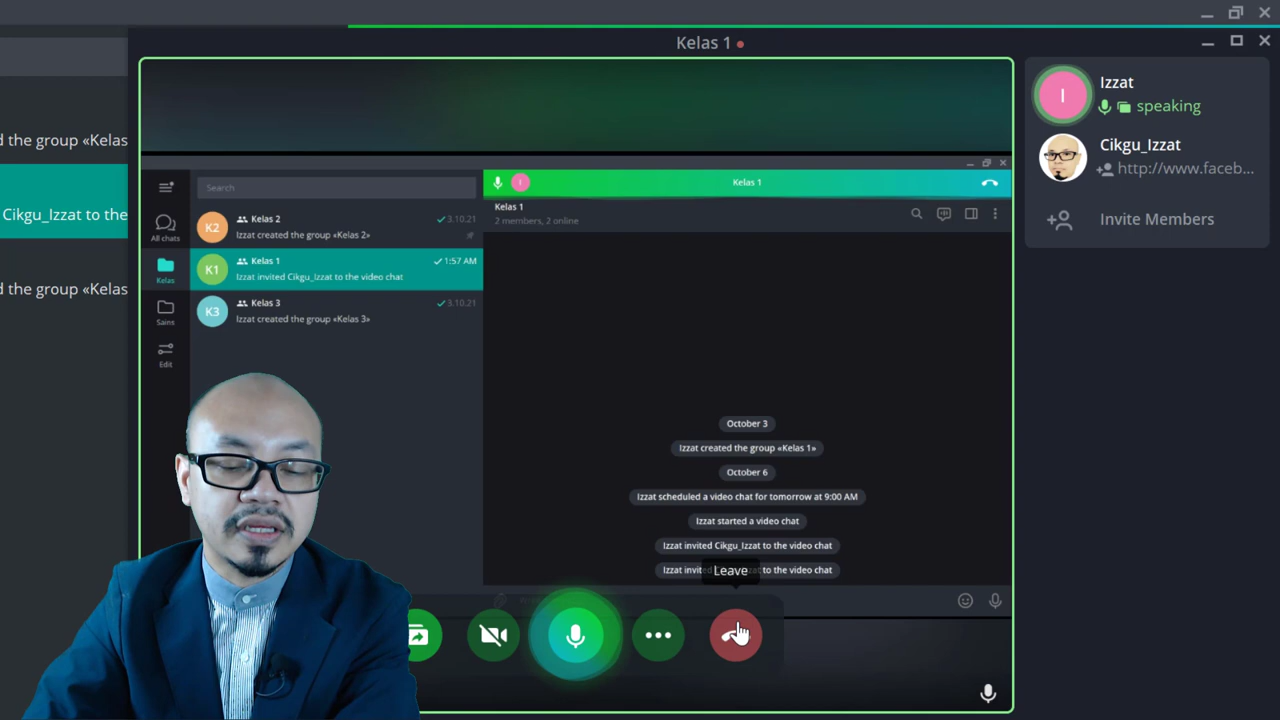 Kelas 1
d the group «Kelas
Cikgu_Izzat to the
d the group «Kelas
I
Izzat
speaking
Cikgu_Izzat
http://www.faceb...
Invite Members
Search
All chats
Kelas
Sains
Edit
K2
Kelas 2
3.10.21
Izzat created the group «Kelas 2»
K1
Kelas 1
1:57 AM
Izzat invited Cikgu_Izzat to the video chat
K3
Kelas 3
3.10.21
Izzat created the group «Kelas 3»
I
Kelas 1
Kelas 1
2 members, 2 online
October 3
Izzat created the group «Kelas 1»
October 6
Izzat scheduled a video chat for tomorrow at 9:00 AM
Izzat started a video chat
Izzat invited Cikgu_Izzat to the video chat
Izzat invited to the video chat
Leave